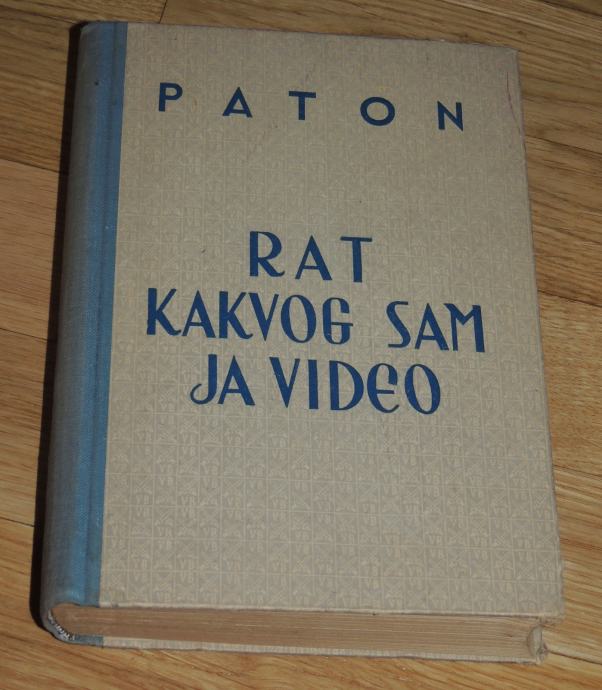 PATON
RAT
KAKVOG SAM
JA VIDEO